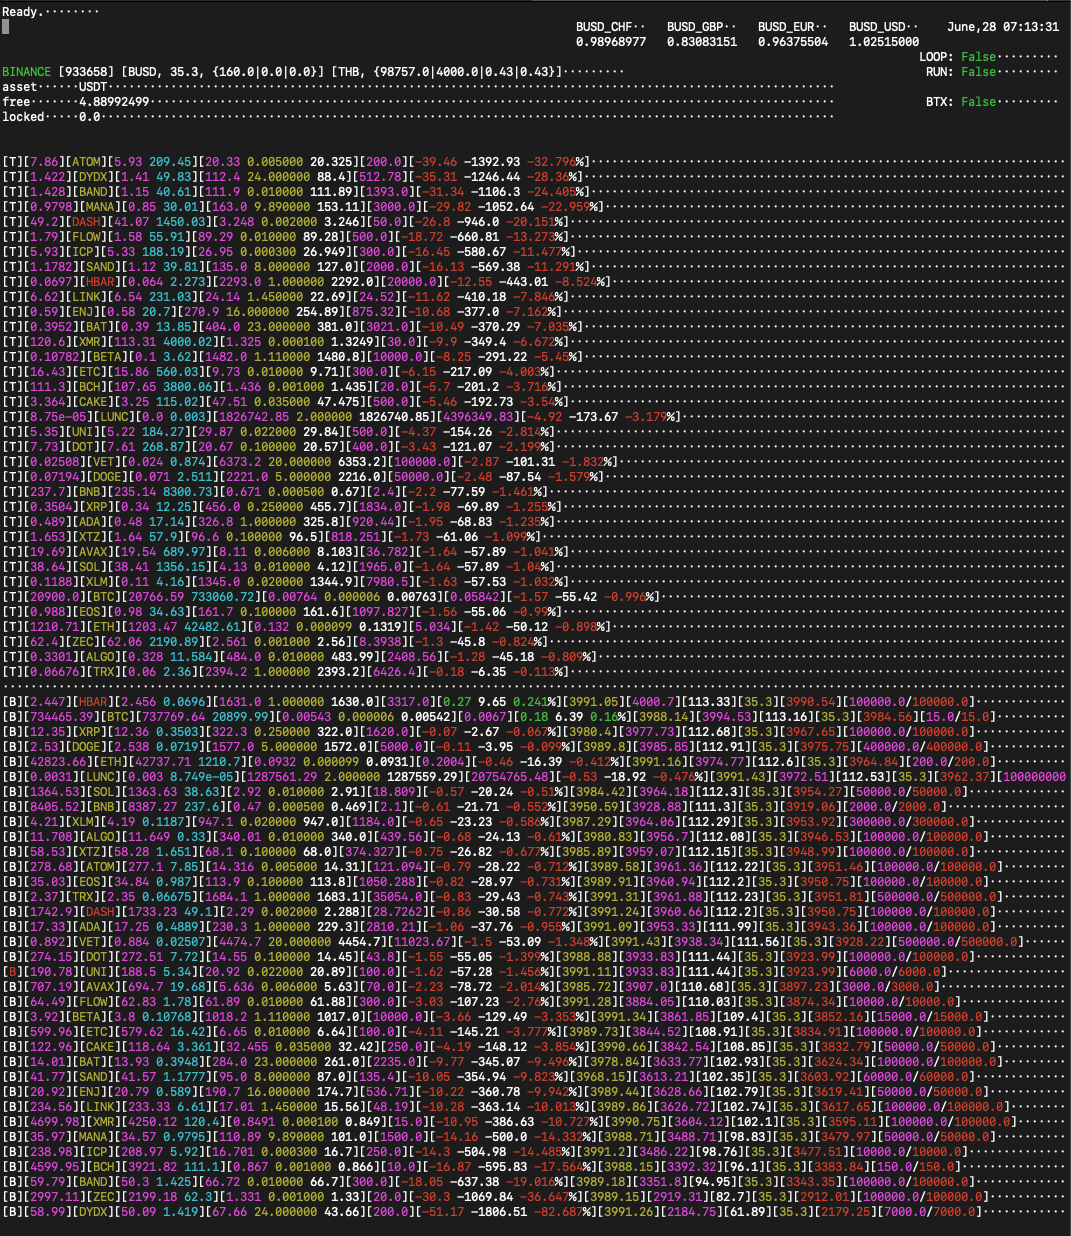 Ready.········
BUSD_CHF·· BUSD_GBP·· BUSD_EUR·· BUSD_USD·· June,28 07:13:31
0.98968977 0.83083151 0.96375504 1.02515000
LOOP: False·········
BINANCE [933658] [BUSD, 35.3, {160.0|0.0|0.0}] [THB, {98757.0|4000.0|0.43|0.43}]········· RUN: False·········
asset······USDT
free·······4.88992499 BTX: False·········
locked·····0.0
[T][7.86][ATOM][5.93 209.45][20.33 0.005000 20.325][200.0][-39.46 -1392.93 -32.796%]
[T][1.422][DYDX][1.41 49.83][112.4 24.000000 88.4][512.78][-35.31 -1246.44 -28.36%]
[T][1.428][BAND][1.15 40.61][111.9 0.010000 111.89][1393.0][-31.34 -1106.3 -24.405%]
[T][0.9798][MANA][0.85 30.01][163.0 9.890000 153.11][3000.0][-29.82 -1052.64 -22.959%]
[T][49.2][DASH][41.07 1450.03][3.248 0.002000 3.246][50.0][-26.8 -946.0 -20.151%]
[T][1.79][FLOW][1.58 55.91][89.29 0.010000 89.28][500.0][-18.72 -660.81 -13.273%]
[T][5.93][ICP][5.33 188.19][26.95 0.000300 26.949][300.0][-16.45 -580.67 -11.477%]
[T][1.1782][SAND][1.12 39.81][135.0 8.000000 127.0][2000.0][-16.13 -569.38 -11.291%]
[T][0.0697][HBAR][0.064 2.273][2293.0 1.000000 2292.0][20000.0][-12.55 -443.01 -8.524%]
[T][6.62][LINK][6.54 231.03][24.14 1.450000 22.69][24.52][-11.62 -410.18 -7.846%]
[T][0.59][ENJ][0.58 20.7][270.9 16.000000 254.89][875.32][-10.68 -377.0 -7.162%]
[T][0.3952][BAT][0.39 13.85][404.0 23.000000 381.0][3021.0][-10.49 -370.29 -7.035%]
[T][120.6][XMR][113.31 4000.02][1.325 0.000100 1.3249][30.0][-9.9 -349.4 -6.672%]
[T][0.10782][BETA][0.1 3.62][1482.0 1.110000 1480.8][10000.0][-8.25 -291.22 -5.45%]
[T][16.43][ETC][15.86 560.03][9.73 0.010000 9.71][300.0][-6.15 -217.09 -4.003%]
[T][111.3][BCH][107.65 3800.06][1.436 0.001000 1.435][20.0][-5.7 -201.2 -3.716%]
[T][3.364][CAKE][3.25 115.02][47.51 0.035000 47.475][500.0][-5.46 -192.73 -3.54%]
[T][8.75e-05][LUNC][0.0 0.003][1826742.85 2.000000 1826740.85][4396349.83][-4.92 -173.67 -3.179%]
[T][5.35][UNI][5.22 184.27][29.87 0.022000 29.84][500.0][-4.37 -154.26 -2.814%]
[T][7.73][DOT][7.61 268.87][20.67 0.100000 20.57][400.0][-3.43 -121.07 -2.199%]
[T][0.02508][VET][0.024 0.874][6373.2 20.000000 6353.2][100000.0][-2.87 -101.31 -1.832%]
[T][0.07194][DOGE][0.071 2.511][2221.0 5.000000 2216.0][50000.0][-2.48 -87.54 -1.579%]
[T][237.7][BNB][235.14 8300.73][0.671 0.000500 0.67][2.4][-2.2 -77.59 -1.461%]
[T][0.3504][XRP][0.34 12.25][456.0 0.250000 455.7][1834.0][-1.98 -69.89 -1.255%]
[T][0.489][ADA][0.48 17.14][326.8 1.000000 325.8][920.44][-1.95 -68.83 -1.235%]
[T][1.653][XTZ][1.64 57.9][96.6 0.100000 96.5][818.251][-1.73 -61.06 -1.099%]
[T][19.69][AVAX][19.54 689.97][8.11 0.006000 8.103][36.782][-1.64 -57.89 -1.041%]
[T][38.64][SOL][38.41 1356.15][4.13 0.010000 4.12][1965.0][-1.64 -57.89 -1.04%]
[T][0.1188][XLM][0.11 4.16][1345.0 0.020000 1344.9][7980.5][-1.63 -57.53 -1.032%]
[T][20900.0][BTC][20766.59 733060.72][0.00764 0.000006 0.00763][0.05842][-1.57 -55.42 -0.996%]
[T][0.988][EOS][0.98 34.63][161.7 0.100000 161.6][1097.827][-1.56 -55.06 -0.99%]
[T][1210.71][ETH][1203.47 42482.61][0.132 0.000099 0.1319][5.034][-1.42 -50.12 -0.898%]
[T][62.4][ZEC][62.06 2190.89][2.561 0.001000 2.56][8.3938][-1.3 -45.8 -0.824%]
[T][0.3301][ALGO][0.328 11.584][484.0 0.010000 483.99][2408.56][-1.28 -45.18 -0.809%]
[T][0.06676][TRX][0.06 2.36][2394.2 1.000000 2393.2][6426.4][-0.18 -6.35 -0.113%]
[B][2.447][HBAR][2.456 0.0696][1631.0 1.000000 1630.0][3317.0][0.27 9.65 0.241%][3991.05][4000.7][113.33][35.3][3990.54][100000.0/100000.0]
[B][734465.39][BTC][737769.64 20899.99][0.00543 0.000006 0.00542][0.0067][0.18 6.39 0.16%][3988.14][3994.53][113.16][35.3][3984.56][15.0/15.0]
[B][12.35][XRP][12.36 0.3503][322.3 0.250000 322.0][1620.0][-0.07 -2.67 -0.067%][3980.4][3977.73][112.68][35.3][3967.65][100000.0/100000.0]
[B][2.53][DOGE][2.538 0.0719][1577.0 5.000000 1572.0][5000.0][-0.11 -3.95 -0.099%][3989.8][3985.85][112.91][35.3][3975.75][400000.0/400000.0]
[B][42823.66][ETH][42737.71 1210.7][0.0932 0.000099 0.0931][0.2004][-0.46 -16.39 -0.412%][3991.16][3974.77][112.6][35.3][3964.84][200.0/200.0]
[B][0.0031][LUNC][0.003 8.749e-05][1287561.29 2.000000 1287559.29][20754765.48][-0.53 -18.92 -0.476%][3991.43][3972.51][112.53][35.3][3962.37][100000000
[B][1364.53][SOL][1363.63 38.63][2.92 0.010000 2.91][18.809][-0.57 -20.24 -0.51%][3984.42][3964.18][112.3][35.3][3954.27][50000.0/50000.0]
[B][8405.52][BNB][8387.27 237.6][0.47 0.000500 0.469][2.1][-0.61 -21.71 -0.552%][3950.59][3928.88][111.3][35.3][3919.06][2000.0/2000.0]
[B][4.21][XLM][4.19 0.1187][947.1 0.020000 947.0][1184.0][-0.65 -23.23 -0.586%][3987.29][3964.06][112.29][35.3][3953.92][300000.0/300000.0]
[B][11.708][ALGO][11.649 0.33][340.01 0.010000 340.0][439.56][-0.68 -24.13 -0.61%][3980.83][3956.7][112.08][35.3][3946.53][100000.0/100000.0]
[B][58.53][XTZ][58.28 1.651][68.1 0.100000 68.0][374.327][-0.75 -26.82 -0.677%][3985.89][3959.07][112.15][35.3][3948.99][100000.0/100000.0]
[B][278.68][ATOM][277.1 7.85][14.316 0.005000 14.31][121.094][-0.79 -28.22 -0.712%][3989.58][3961.36][112.22][35.3][3951.46][100000.0/100000.0]
[B][35.03][EOS][34.84 0.987][113.9 0.100000 113.8][1050.288][-0.82 -28.97 -0.731%][3989.91][3960.94][112.2][35.3][3950.75][100000.0/100000.0]
[B][2.37][TRX][2.35 0.06675][1684.1 1.000000 1683.1][35054.0][-0.83 -29.43 -0.743%][3991.31][3961.88][112.23][35.3][3951.81][500000.0/500000.0]
[B][1742.9][DASH][1733.23 49.1][2.29 0.002000 2.288][28.7262][-0.86 -30.58 -0.772%][3991.24][3960.66][112.2][35.3][3950.75][100000.0/100000.0]
[B][17.33][ADA][17.25 0.4889][230.3 1.000000 229.3][2810.21][-1.06 -37.76 -0.955%][3991.09][3953.33][111.99][35.3][3943.36][100000.0/100000.0]
[B][0.892][VET][0.884 0.02507][4474.7 20.000000 4454.7][11023.67][-1.5 -53.09 -1.348%][3991.43][3938.34][111.56][35.3][3928.22][500000.0/500000.0]
[B][274.15][DOT][272.51 7.72][14.55 0.100000 14.45][43.8][-1.55 -55.05 -1.399%][3988.88][3933.83][111.44][35.3][3923.99][100000.0/100000.0]
[B][190.78][UNI][188.5 5.34][20.92 0.022000 20.89][100.0][-1.62 -57.28 -1.456%][3991.11][3933.83][111.44][35.3][3923.99][6000.0/6000.0]
[B][707.19][AVAX][694.7 19.68][5.636 0.006000 5.63][70.0][-2.23 -78.72 -2.014%][3985.72][3907.0][110.68][35.3][3897.23][3000.0/3000.0]
[B][64.49][FLOW][62.83 1.78][61.89 0.010000 61.88][300.0][-3.03 -107.23 -2.76%][3991.28][3884.05][110.03][35.3][3874.34][10000.0/10000.0]
[B][3.92][BETA][3.8 0.10768][1018.2 1.110000 1017.0][10000.0][-3.66 -129.49 -3.353%][3991.34][3861.85][109.4][35.3][3852.16][15000.0/15000.0]
[B][599.96][ETC][579.62 16.42][6.65 0.010000 6.64][100.0][-4.11 -145.21 -3.777%][3989.73][3844.52][108.91][35.3][3834.91][100000.0/100000.0]
[B][122.96][CAKE][118.64 3.361][32.455 0.035000 32.42][250.0][-4.19 -148.12 -3.854%][3990.66][3842.54][108.85][35.3][3832.79][50000.0/50000.0]
[B][14.01][BAT][13.93 0.3948][284.0 23.000000 261.0][2235.0][-9.77 -345.07 -9.496%][3978.84][3633.77][102.93][35.3][3624.34][100000.0/100000.0]
[B][41.77][SAND][41.57 1.1777][95.0 8.000000 87.0][135.4][-10.05 -354.94 -9.823%][3968.15][3613.21][102.35][35.3][3603.92][60000.0/60000.0]
[B][20.92][ENJ][20.79 0.589][190.7 16.000000 174.7][536.71][-10.22 -360.78 -9.942%][3989.44][3628.66][102.79][35.3][3619.41][50000.0/50000.0]
[B][234.56][LINK][233.33 6.61][17.01 1.450000 15.56][48.19][-10.28 -363.14 -10.013%][3989.86][3626.72][102.74][35.3][3617.65][100000.0/100000.0]
[B][4699.98][XMR][4250.12 120.4][0.8491 0.000100 0.849][15.0][-10.95 -386.63 -10.727%][3990.75][3604.12][102.1][35.3][3595.11][100000.0/100000.0]
[B][35.97][MANA][34.57 0.9795][110.89 9.890000 101.0][1500.0][-14.16 -500.0 -14.332%][3988.71][3488.71][98.83][35.3][3479.97][50000.0/50000.0]
[B][238.98][ICP][208.97 5.92][16.701 0.000300 16.7][250.0][-14.3 -504.98 -14.485%][3991.2][3486.22][98.76][35.3][3477.51][10000.0/10000.0]
[B][4599.95][BCH][3921.82 111.1][0.867 0.001000 0.866][10.0][-16.87 -595.83 -17.564%][3988.15][3392.32][96.1][35.3][3383.84][150.0/150.0]
[B][59.79][BAND][50.3 1.425][66.72 0.010000 66.7][300.0][-18.05 -637.38 -19.016%][3989.18][3351.8][94.95][35.3][3343.35][100000.0/100000.0]
[B][2997.11][ZEC][2199.18 62.3][1.331 0.001000 1.33][20.0][-30.3 -1069.84 -36.647%][3989.15][2919.31][82.7][35.3][2912.01][100000.0/100000.0]
[B][58.99][DYDX][50.09 1.419][67.66 24.000000 43.66][200.0][-51.17 -1806.51 -82.687%][3991.26][2184.75][61.89][35.3][2179.25][7000.0/7000.0]